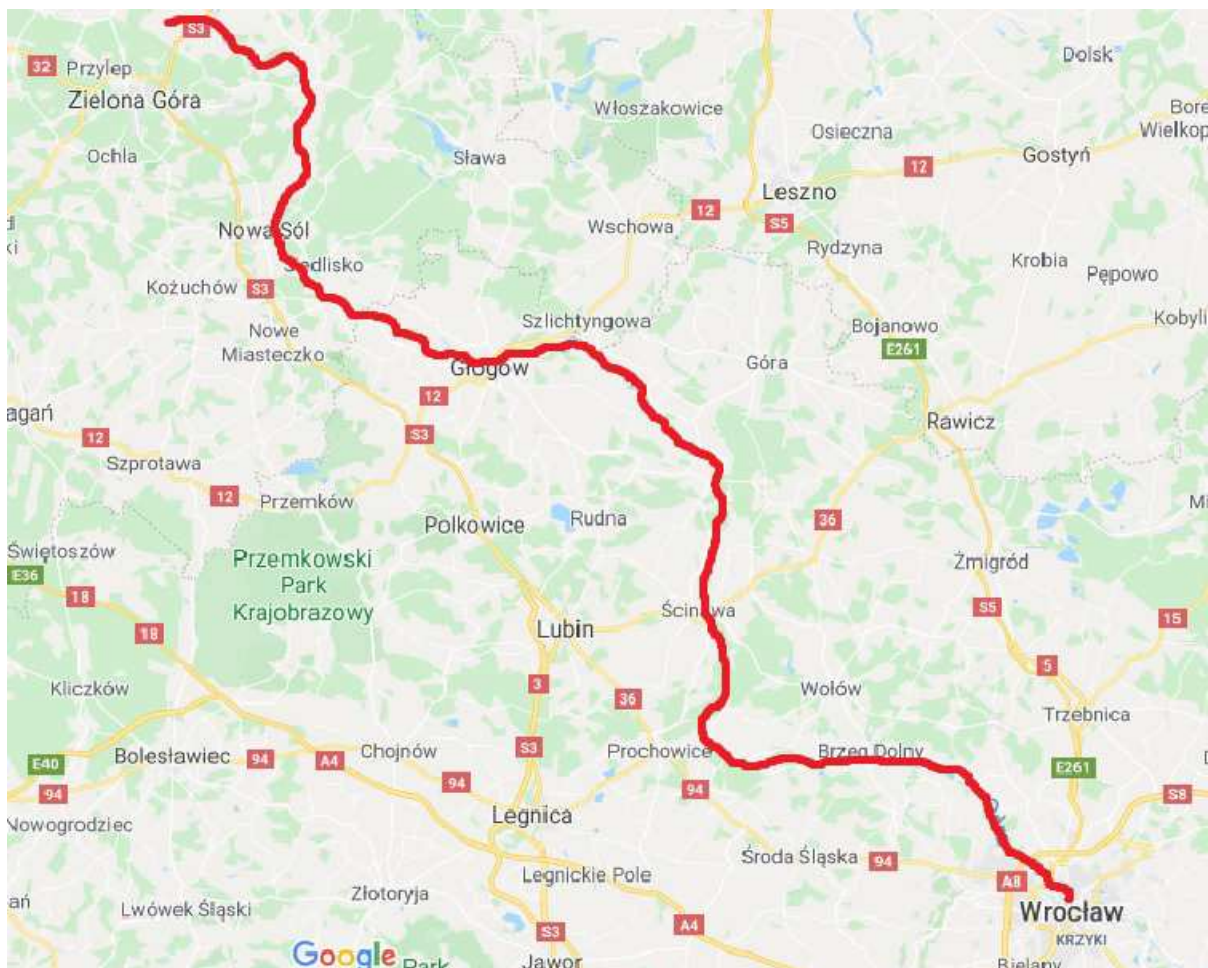 S3
Dolsk
32
Przylep
Zielona Góra
Włoszakowice
Bore
Wielkop
Osieczna
Ochla
Sława
12
Gostyń
Leszno
12
S5
Wschowa
Nowa Sól
Rydzyna
Siedlisko
Krobia
Pępowo
Kożuchów
S3
Nowe
Miasteczko
Szlichtyngowa
Bojanowo
Kobyli
E261
Góra
Głogów
12
agań
Rawicz
12
S3
Szprotawa
12
Przemków
Polkowice
Rudna
36
Mi
Świętoszów
E36
Przemkowski
Park
Krajobrazowy
Żmigród
18
S5
Ścinawa
15
18
Lubin
5
Kliczków
3
36
Wołów
Trzebnica
Bolesławiec
94
Chojnów
S3
Prochowice
Brzeg Dolny
E40
A4
E261
94
94
94
S8
Nowogrodziec
Legnica
Środa Śląska
94
Legnickie Pole
A8
Złotoryja
Lwówek Śląski
Wrocław
A4
S3
KRZYKI
Google
Park
Jawor
Bielany